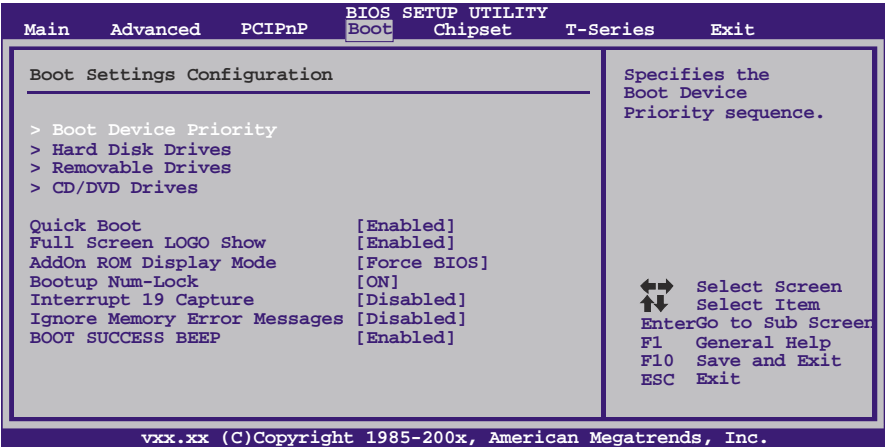 BIOS SETUP UTILITY
Main Advanced PCIPnP Boot Chipset T-Series Exit
Boot Settings Configuration
> Boot Device Priority
> Hard Disk Drives
> Removable Drives
> CD/DVD Drives
Quick Boot [Enabled]
Full Screen LOGO Show [Enabled]
AddOn ROM Display Mode [Force BIOS]
Bootup Num-Lock [ON]
Interrupt 19 Capture [Disabled]
Ignore Memory Error Messages [Disabled]
BOOT SUCCESS BEEP [Enabled]
Specifies the
Boot Device
Priority sequence.
Select Screen
Select Item
EnterGo to Sub Screen
F1 General Help
F10 Save and Exit
ESC Exit
vxx.xx (C)Copyright 1985-200x, American Megatrends, Inc.